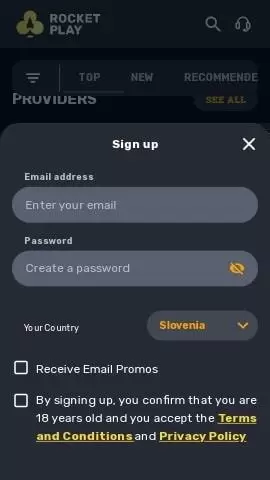 ROCKET
PLAY
TOP NEW RECOMMENDE
PROVIDERS SEE ALL
Sign up
Email address
Enter your email
Password
Create a password
Your Country Slovenia
Receive Email Promos
By signing up, you confirm that you are
18 years old and you accept the Terms
and Conditions and Privacy Policy